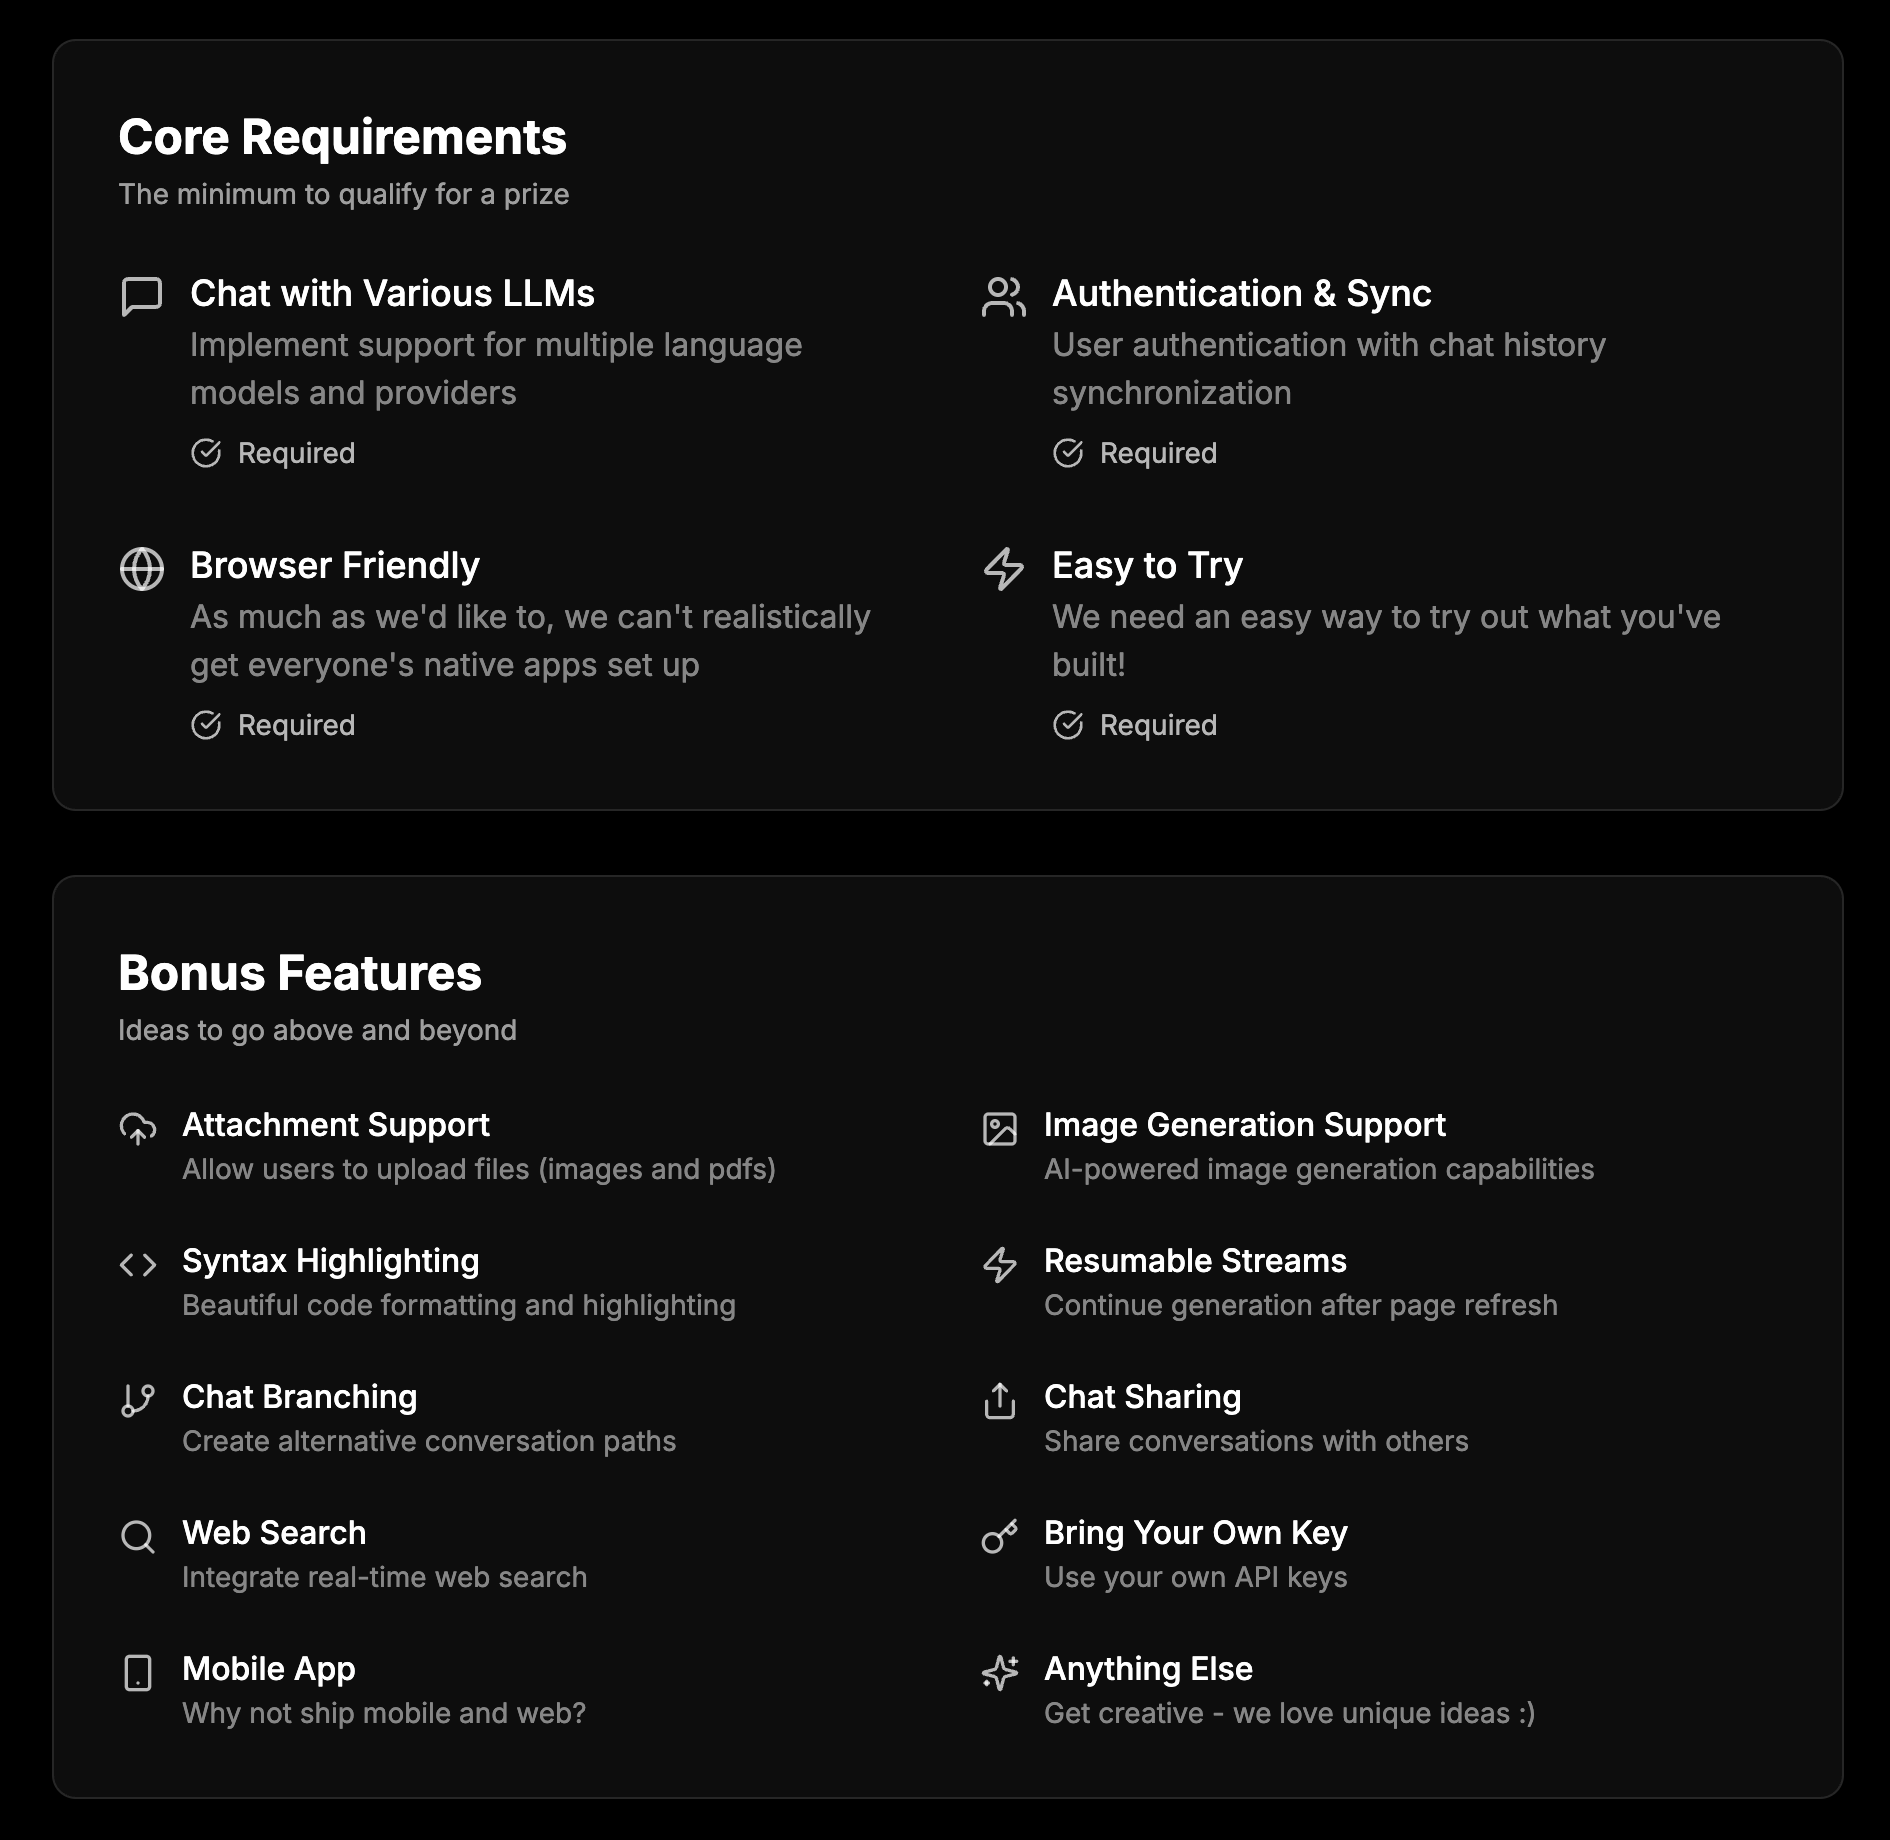 Core Requirements
The minimum to qualify for a prize
Chat with Various LLMs
Implement support for multiple language
models and providers
Required
Authentication & Sync
User authentication with chat history
synchronization
Required
Browser Friendly
As much as we'd like to, we can't realistically
get everyone's native apps set up
Required
Easy to Try
We need an easy way to try out what you've
built!
Required
Bonus Features
Ideas to go above and beyond
Attachment Support
Allow users to upload files (images and pdfs)
Image Generation Support
AI-powered image generation capabilities
Syntax Highlighting
Beautiful code formatting and highlighting
Resumable Streams
Continue generation after page refresh
Chat Branching
Create alternative conversation paths
Chat Sharing
Share conversations with others
Web Search
Integrate real-time web search
Bring Your Own Key
Use your own API keys
Mobile App
Why not ship mobile and web?
Anything Else
Get creative - we love unique ideas :)